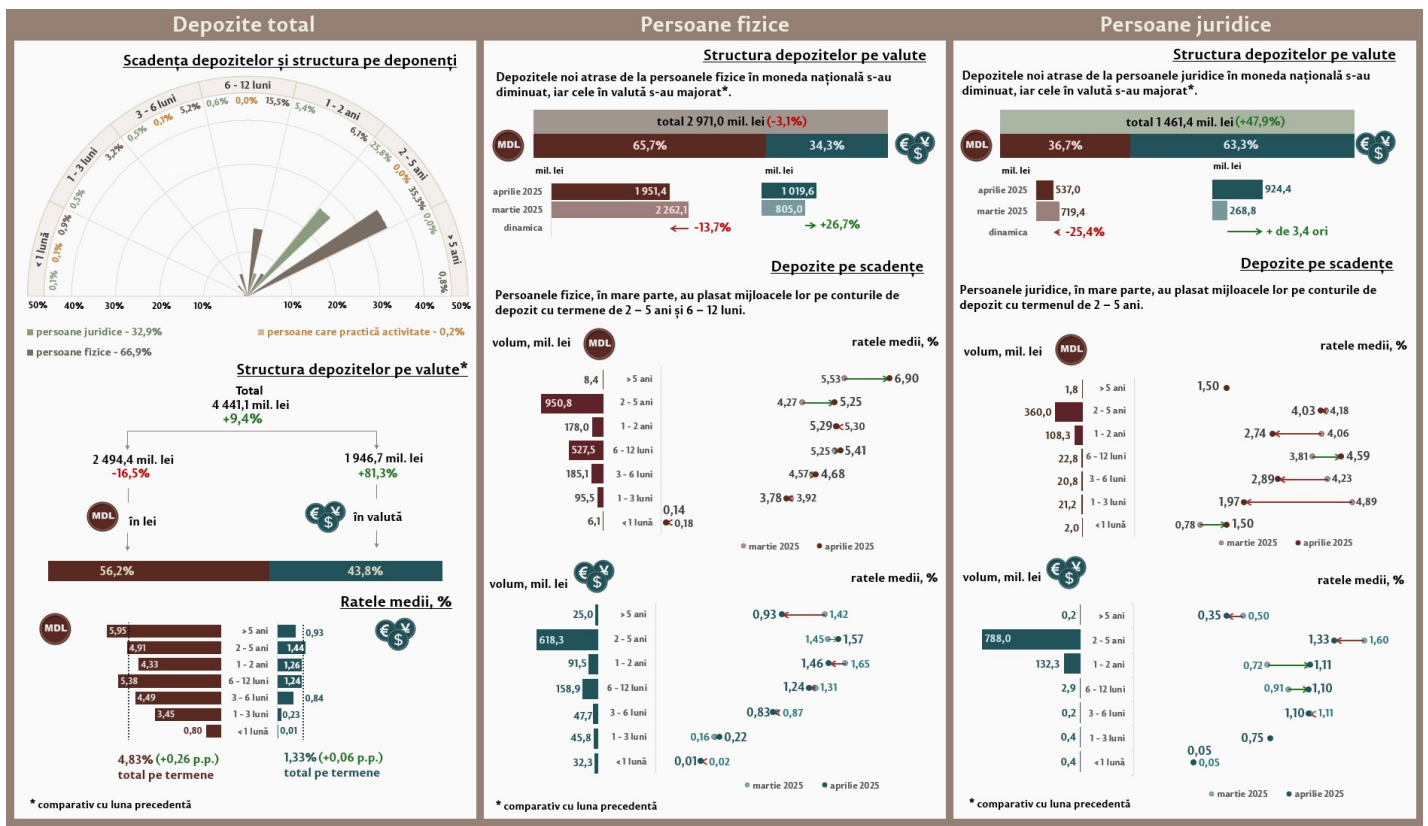 Depozite total
Scadența depozitelor și structura pe deponenți
< 1 lună
0,1%
0,1%
0,9%
1 - 3 luni
0,5%
3,2%
3 - 6 luni
0,5%
0,1%
5,2%
6 - 12 luni
0,6%
0,0%
15,5%
1 - 2 ani
5,4%
6,1%
2 - 5 ani
25,8%
0,0%
35,3%
> 5 ani
0,0%
0,8%
50% 40% 30% 20% 10% 10% 20% 30% 40% 50%
persoane juridice - 32,9%
persoane care practică activitate - 0,2%
persoane fizice - 66,9%
Structura depozitelor pe valute*
Total
4 441,1 mil. lei
+9,4%
2 494,4 mil. lei
-16,5%
1 946,7 mil. lei
+81,3%
MDL în lei
€ ¥ $ în valută
56,2% 43,8%
Ratele medii, %
MDL
€ ¥ $
5,95 > 5 ani 0,93
4,91 2 - 5 ani 1,44
4,33 1 - 2 ani 1,26
5,38 6 - 12 luni 1,24
4,49 3 - 6 luni 0,84
3,45 1 - 3 luni 0,23
0,80 < 1 lună 0,01
4,83% (+0,26 p.p.)
total pe termene
1,33% (+0,06 p.p.)
total pe termene
* comparativ cu luna precedentă
Persoane fizice
Structura depozitelor pe valute
Depozitele noi atrase de la persoanele fizice în moneda națională s-au
diminuat, iar cele în valută s-au majorat*.
total 2 971,0 mil. lei (-3,1%)
MDL 65,7% 34,3% € ¥ $
mil. lei mil. lei
aprilie 2025 1 951,4 1 019,6
martie 2025 2 262,1 805,0
dinamica -13,7% +26,7%
Depozite pe scadențe
Persoanele fizice, în mare parte, au plasat mijloacele lor pe conturile de
depozit cu termene de 2 – 5 ani și 6 – 12 luni.
volum, mil. lei MDL ratele medii, %
8,4 > 5 ani 5,53 6,90
950,8 2 - 5 ani 4,27 5,25
178,0 1 - 2 ani 5,29 5,30
527,5 6 - 12 luni 5,25 5,41
185,1 3 - 6 luni 4,57 4,68
95,5 1 - 3 luni 3,78 3,92
6,1 < 1 lună 0,14 0,18
martie 2025 aprilie 2025
volum, mil. lei € ¥ $ ratele medii, %
25,0 > 5 ani 0,93 1,42
618,3 2 - 5 ani 1,45 1,57
91,5 1 - 2 ani 1,46 1,65
158,9 6 - 12 luni 1,24 1,31
47,7 3 - 6 luni 0,83 0,87
45,8 1 - 3 luni 0,16 0,22
32,3 < 1 lună 0,01 0,02
martie 2025 aprilie 2025
* comparativ cu luna precedentă
Persoane juridice
Structura depozitelor pe valute
Depozitele noi atrase de la persoanele juridice în moneda națională s-au
diminuat, iar cele în valută s-au majorat*.
total 1 461,4 mil. lei (+47,9%)
MDL 36,7% 63,3% € ¥ $
mil. lei mil. lei
aprilie 2025 537,0 924,4
martie 2025 719,4 268,8
dinamica -25,4% + de 3,4 ori
Depozite pe scadențe
Persoanele juridice, în mare parte, au plasat mijloacele lor pe conturile de
depozit cu termenul de 2 – 5 ani.
volum, mil. lei MDL ratele medii, %
1,8 > 5 ani 1,50
360,0 2 - 5 ani 4,03 4,18
108,3 1 - 2 ani 2,74 4,06
22,8 6 - 12 luni 3,81 4,59
20,8 3 - 6 luni 2,89 4,23
21,2 1 - 3 luni 1,97 4,89
2,0 < 1 lună 0,78 1,50
martie 2025 aprilie 2025
volum, mil. lei € ¥ $ ratele medii, %
0,2 > 5 ani 0,35 0,50
788,0 2 - 5 ani 1,33 1,60
132,3 1 - 2 ani 0,72 1,11
2,9 6 - 12 luni 0,91 1,10
0,2 3 - 6 luni 1,10 1,11
0,4 1 - 3 luni 0,75
0,4 < 1 lună 0,05 0,05
martie 2025 aprilie 2025
* comparativ cu luna precedentă